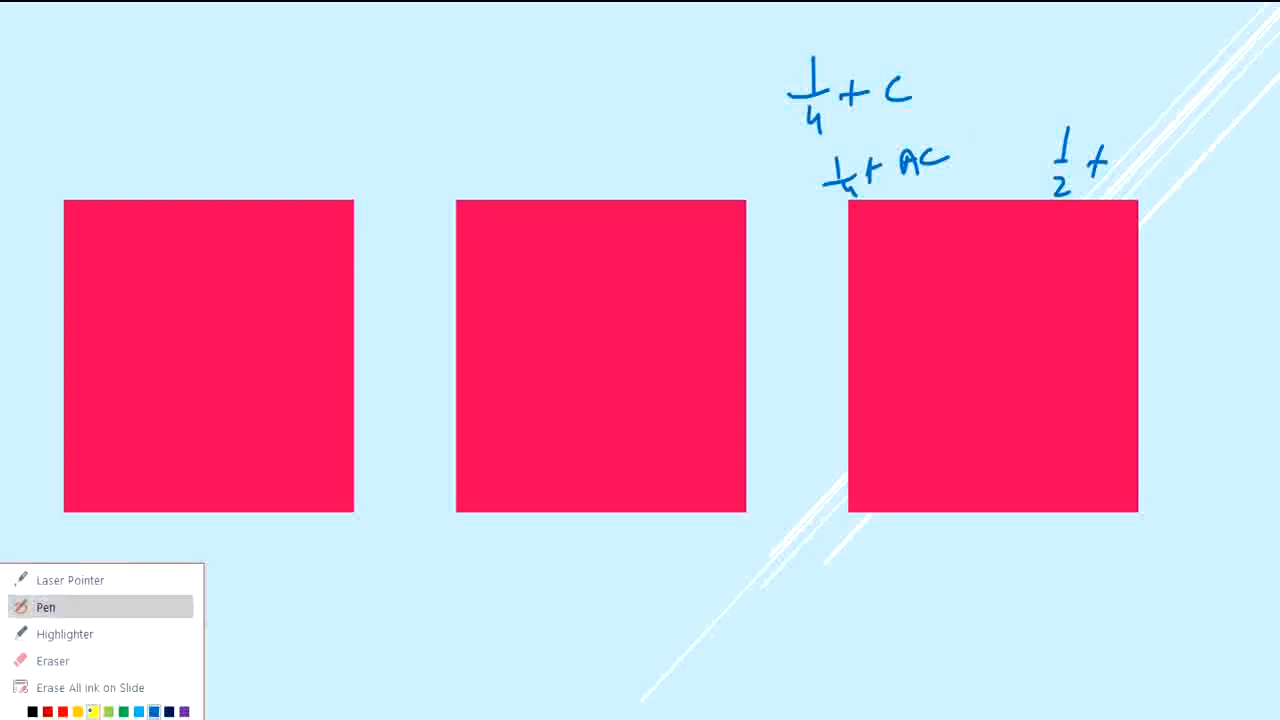 1/4 + C
1/4 + AC
1/2 +
Laser Pointer
Pen
Highlighter
Eraser
Erase All Ink on Slide